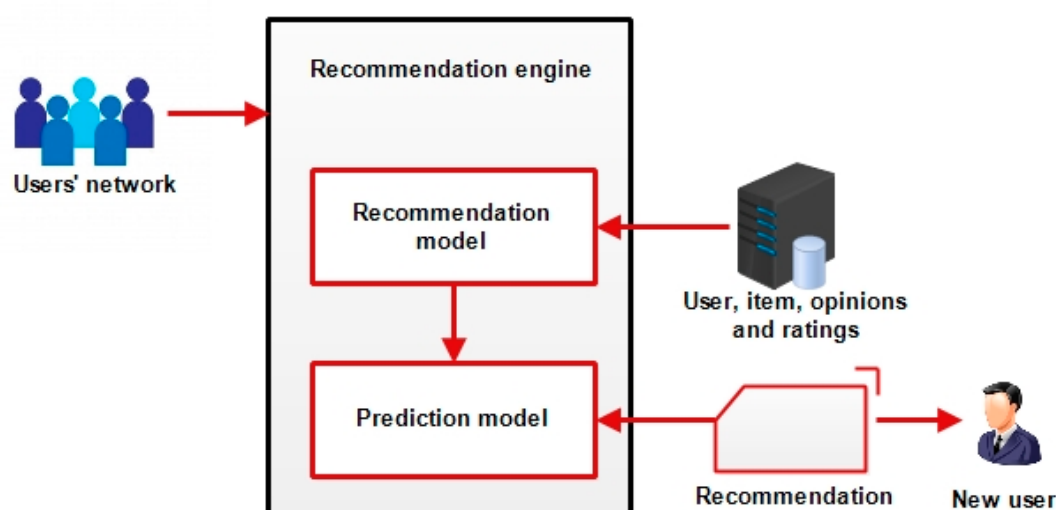 Recommendation engine
Users' network
Recommendation
model
User, item, opinions
and ratings
Prediction model
Recommendation
New user